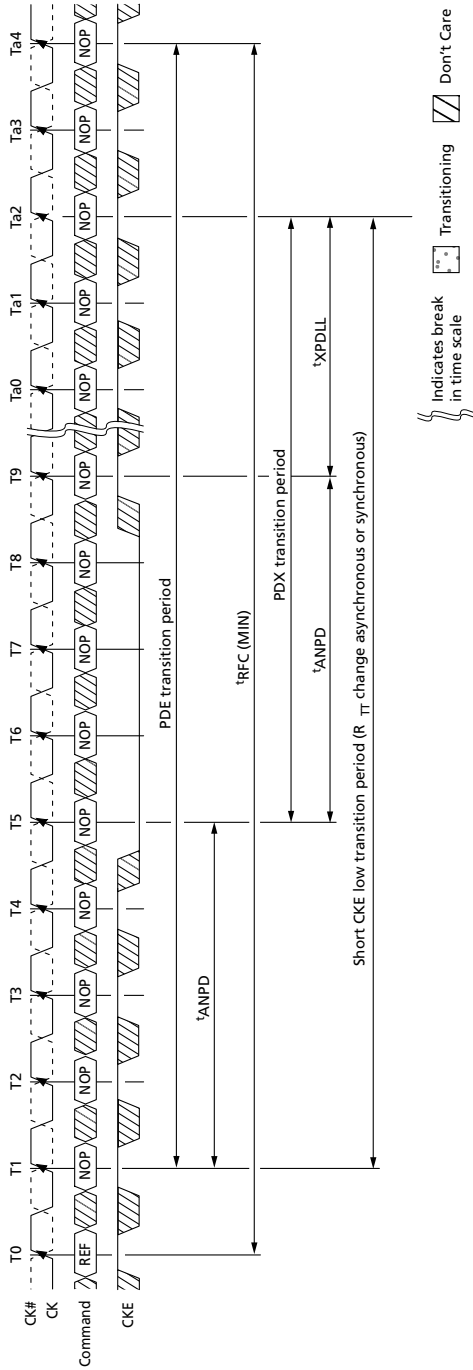 T0 T1 T2 T3 T4 T5 T6 T7 T8 T9 Ta0 Ta1 Ta2 Ta3 Ta4
CK#
CK
Command REF NOP NOP NOP NOP NOP NOP NOP NOP NOP NOP NOP NOP NOP NOP
CKE
PDE transition period
tANPD
tRFC (MIN)
PDX transition period
tANPD tXPDLL
Short CKE low transition period (RTT change asynchronous or synchronous)
Indicates break
in time scale
Transitioning
Don't Care